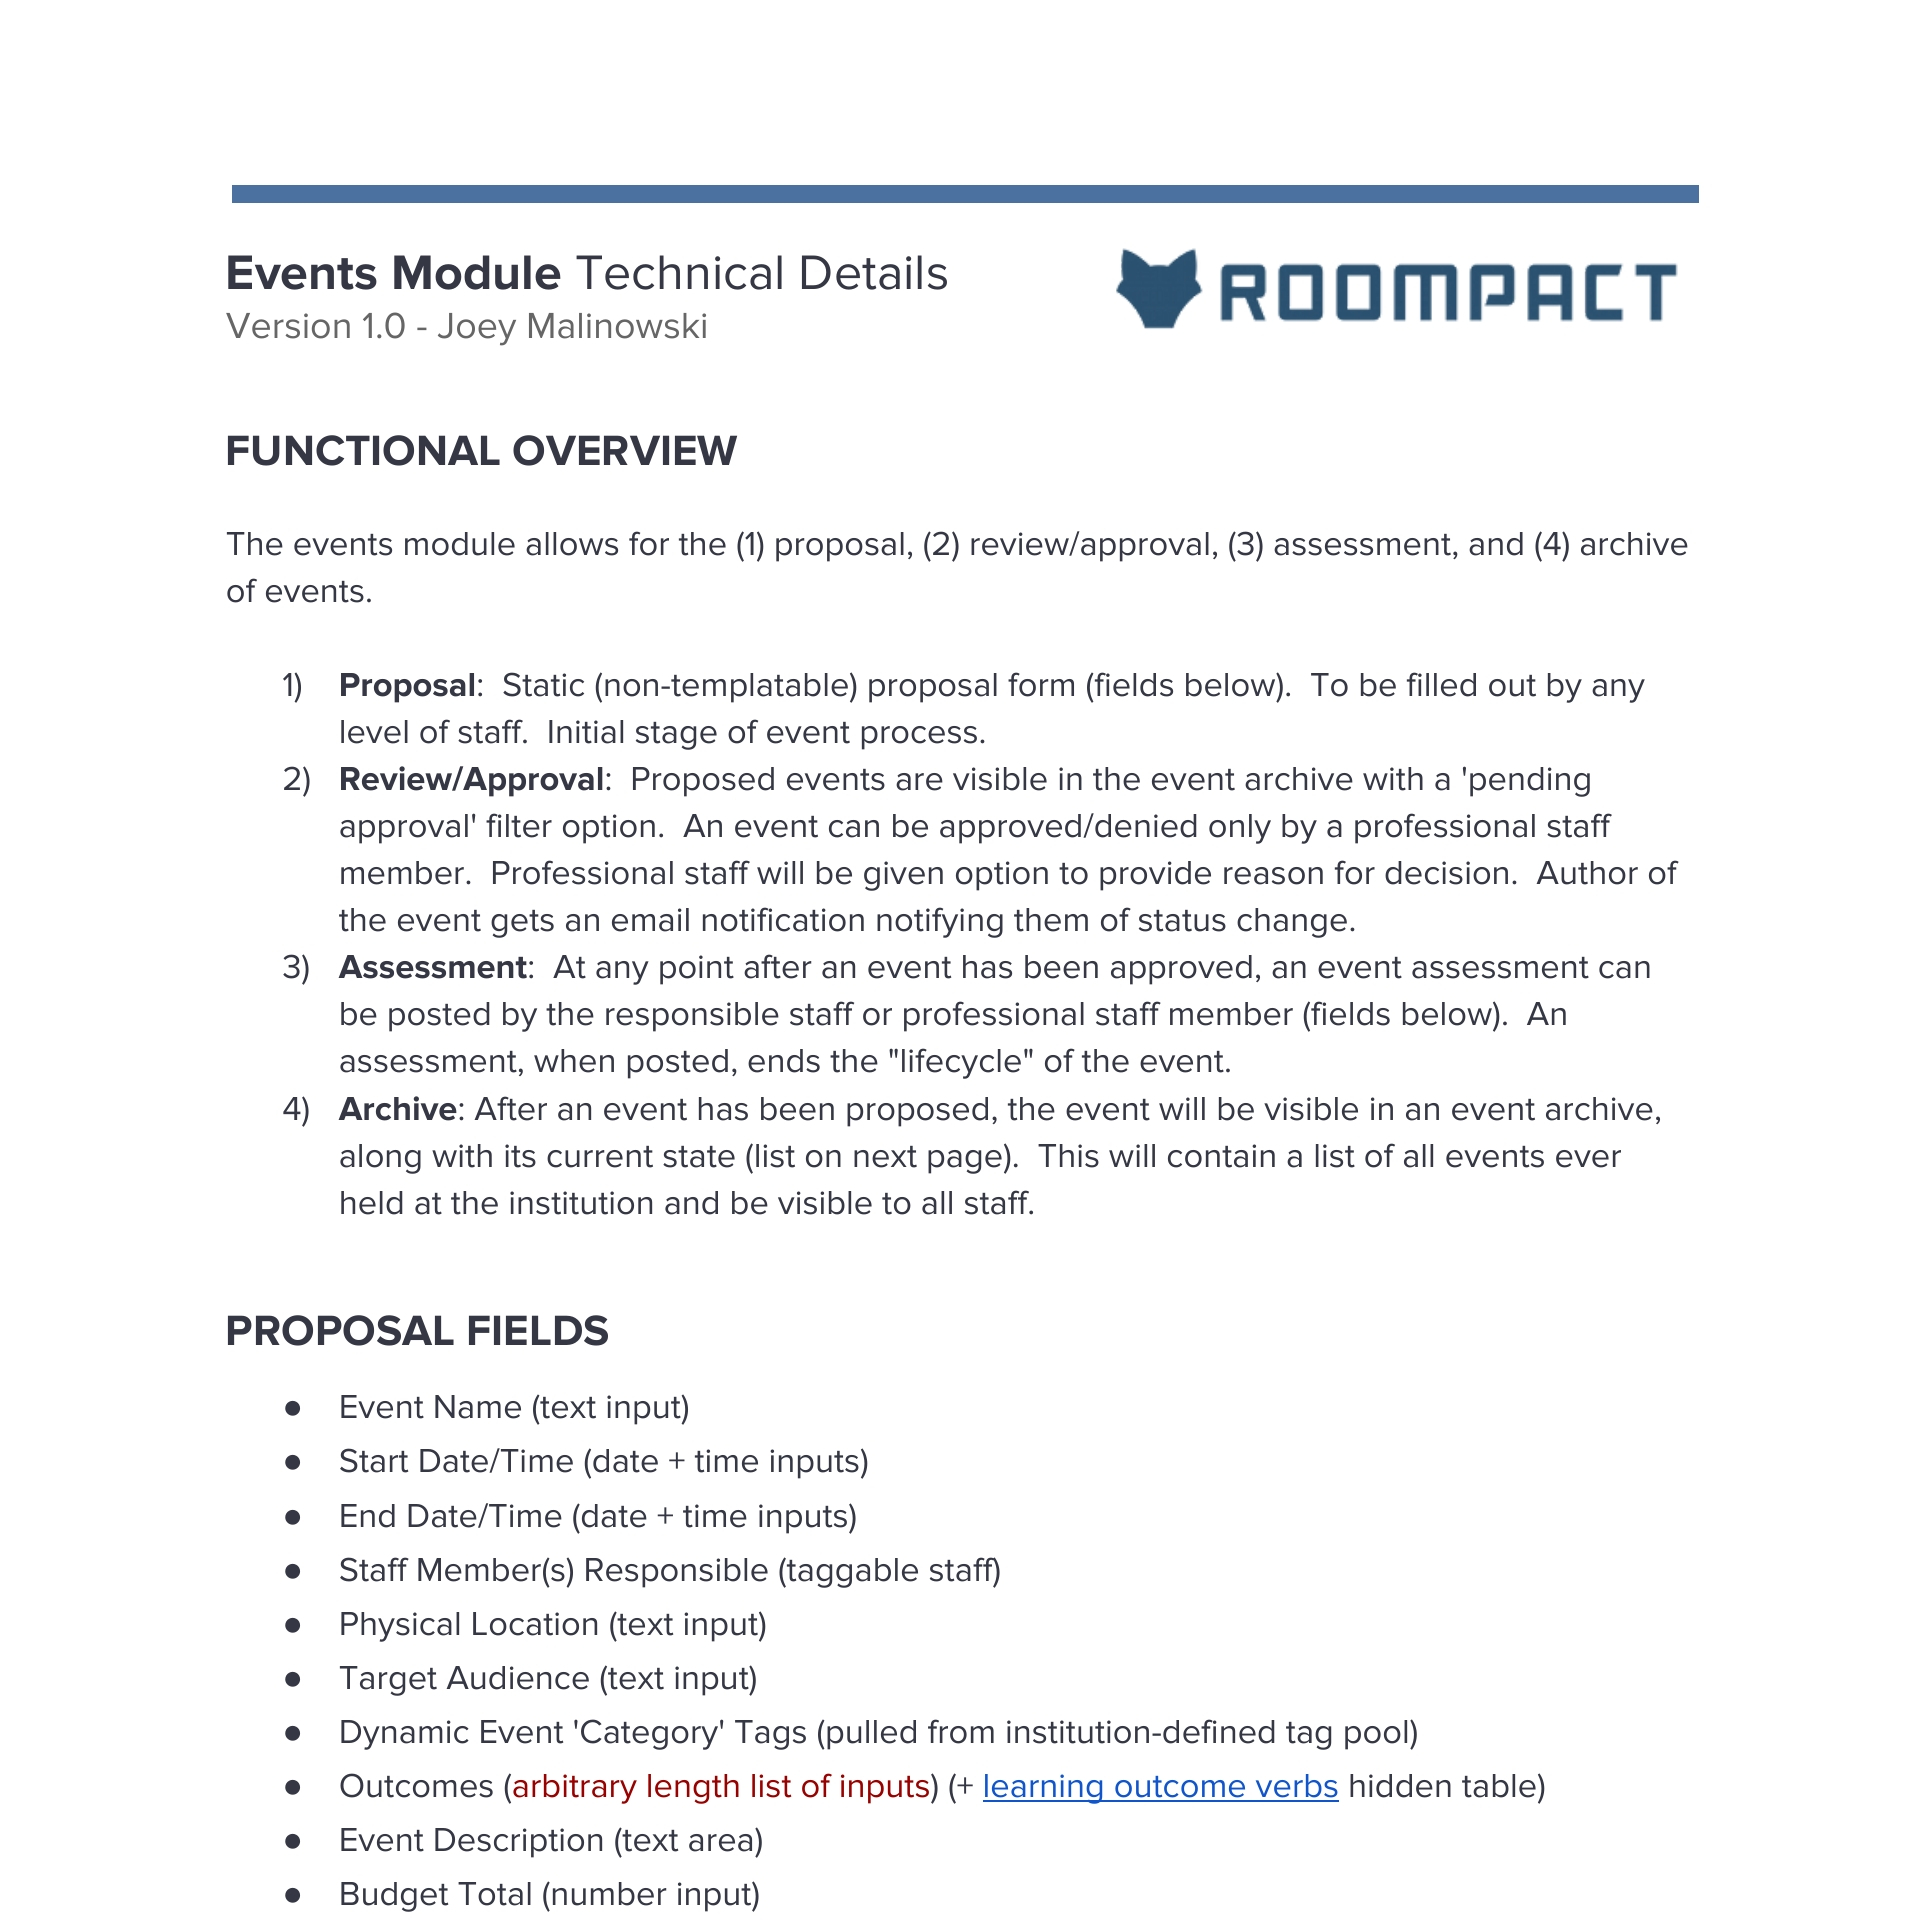 Events Module Technical Details
ROOMPACT
Version 1.0 - Joey Malinowski
FUNCTIONAL OVERVIEW
The events module allows for the (1) proposal, (2) review/approval, (3) assessment, and (4) archive
of events.
1) Proposal:  Static (non-templatable) proposal form (fields below).  To be filled out by any
level of staff.  Initial stage of event process.
2) Review/Approval:  Proposed events are visible in the event archive with a 'pending
approval' filter option.  An event can be approved/denied only by a professional staff
member.  Professional staff will be given option to provide reason for decision.  Author of
the event gets an email notification notifying them of status change.
3) Assessment:  At any point after an event has been approved, an event assessment can
be posted by the responsible staff or professional staff member (fields below).  An
assessment, when posted, ends the "lifecycle" of the event.
4) Archive: After an event has been proposed, the event will be visible in an event archive,
along with its current state (list on next page).  This will contain a list of all events ever
held at the institution and be visible to all staff.
PROPOSAL FIELDS
● Event Name (text input)
● Start Date/Time (date + time inputs)
● End Date/Time (date + time inputs)
● Staff Member(s) Responsible (taggable staff)
● Physical Location (text input)
● Target Audience (text input)
● Dynamic Event 'Category' Tags (pulled from institution-defined tag pool)
● Outcomes (arbitrary length list of inputs) (+ learning outcome verbs hidden table)
● Event Description (text area)
● Budget Total (number input)